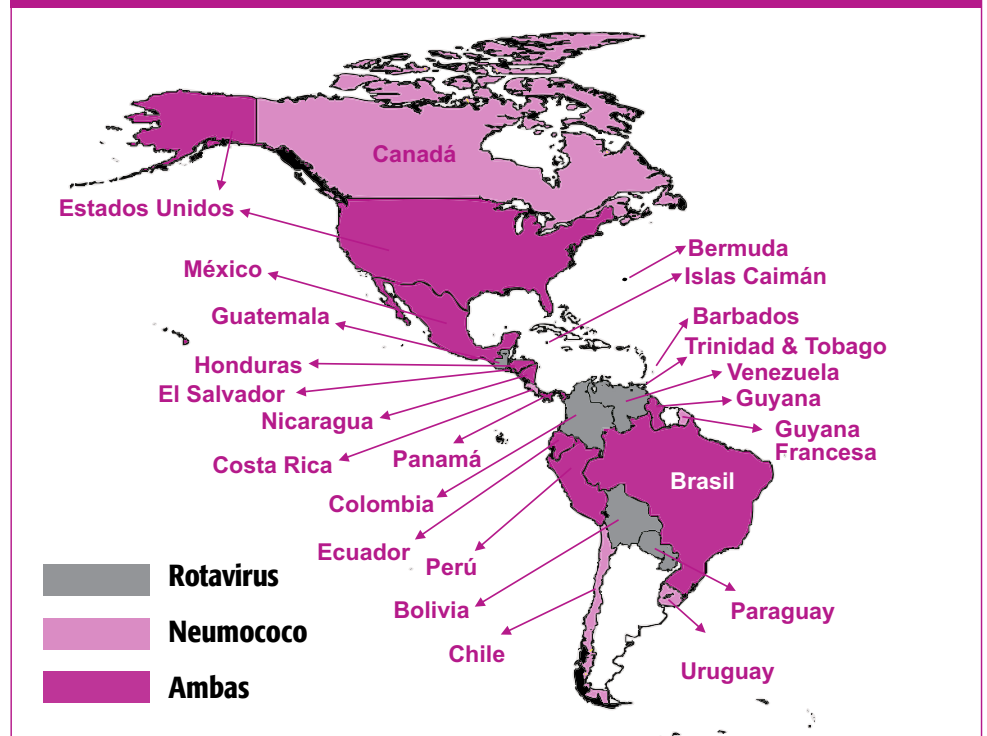 Canadá
Estados Unidos
México
Guatemala
Honduras
El Salvador
Nicaragua
Costa Rica
Panamá
Colombia
Ecuador
Perú
Bolivia
Chile
Bermuda
Islas Caimán
Barbados
Trinidad & Tobago
Venezuela
Guyana
Guyana
Francesa
Brasil
Paraguay
Uruguay
Rotavirus
Neumococo
Ambas